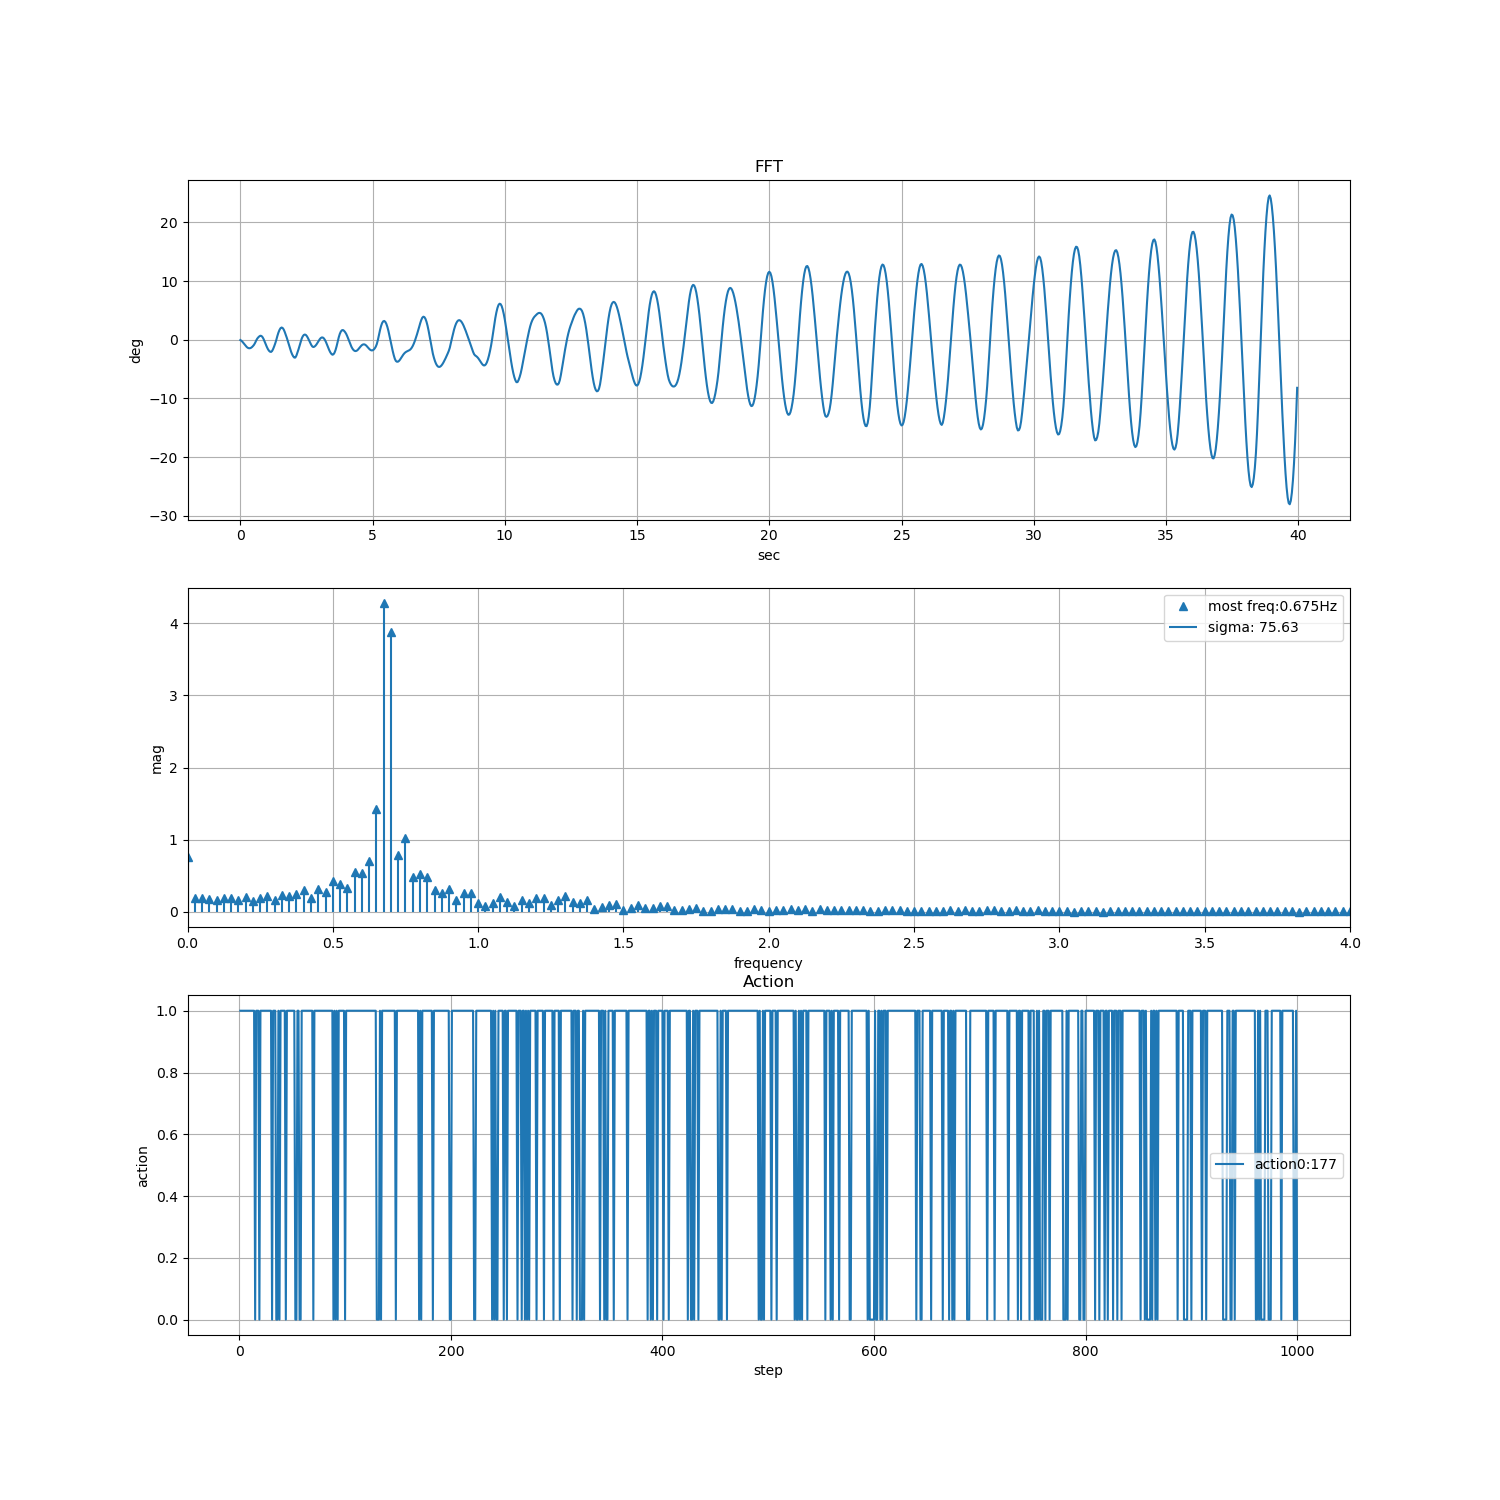 FFT
20
10
0
−10
−20
−30
deg
0 5 10 15 20 25 30 35 40
sec
most freq:0.675Hz
sigma: 75.63
4
3
2
1
0
mag
0.0 0.5 1.0 1.5 2.0 2.5 3.0 3.5 4.0
frequency
Action
1.0
0.8
0.6
0.4
0.2
0.0
action
action0:177
0 200 400 600 800 1000
step